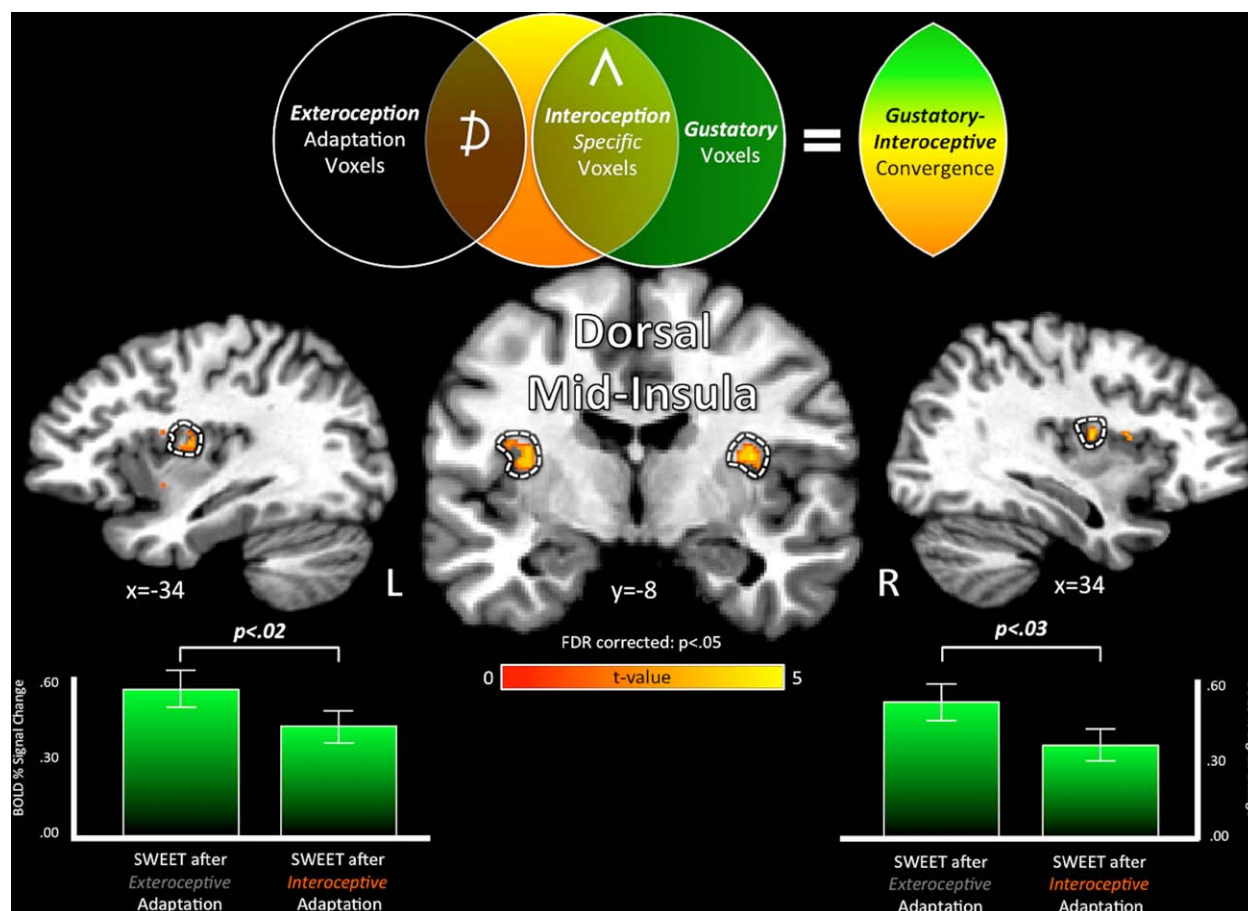 Exteroception
Adaptation
Voxels
Interoception
Specific
Voxels
Gustatory
Voxels
=
Gustatory-
Interoceptive
Convergence
Dorsal
Mid-Insula
x=-34
L
y=-8
R
x=34
FDR corrected: p<.05
0
t-value
5
p<.02
BOLD % Signal Change
.60
.30
.00
SWEET after
Exteroceptive
Adaptation
SWEET after
Interoceptive
Adaptation
p<.03
.60
.30
.00
SWEET after
Exteroceptive
Adaptation
SWEET after
Interoceptive
Adaptation